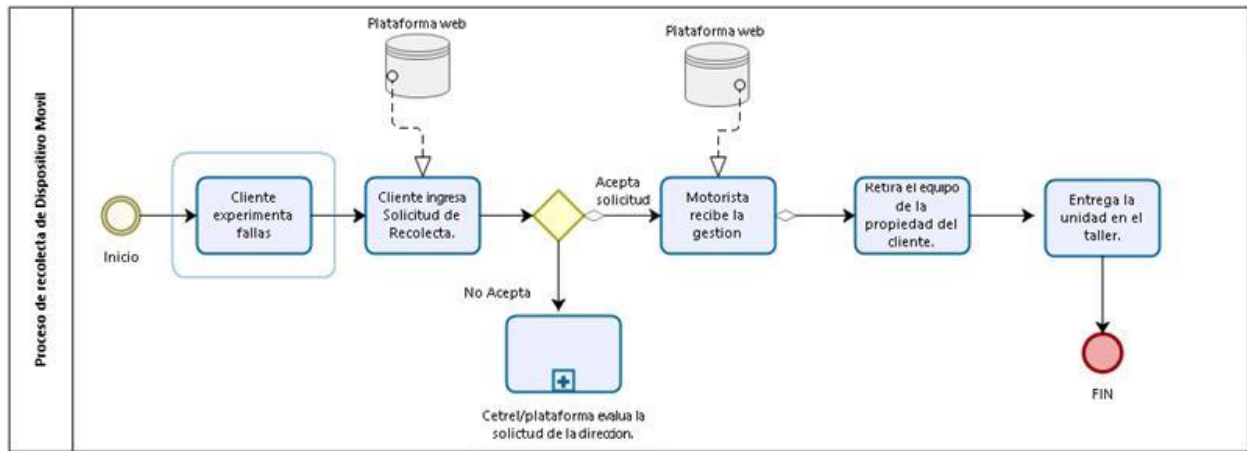 Proceso de recolecta de Dispositivo Movil
Plataforma web
Plataforma web
Inicio
Cliente
experimenta
fallas
Cliente ingresa
Solicitud de
Recolecta.
Acepta
solicitud
Motorista
recibe la
gestion
Retira el equipo
de la
propiedad del
cliente.
Entrega la
unidad en el
taller.
No Acepta
Cetrel/plataforma evalua la
solictud de la direccion.
FIN